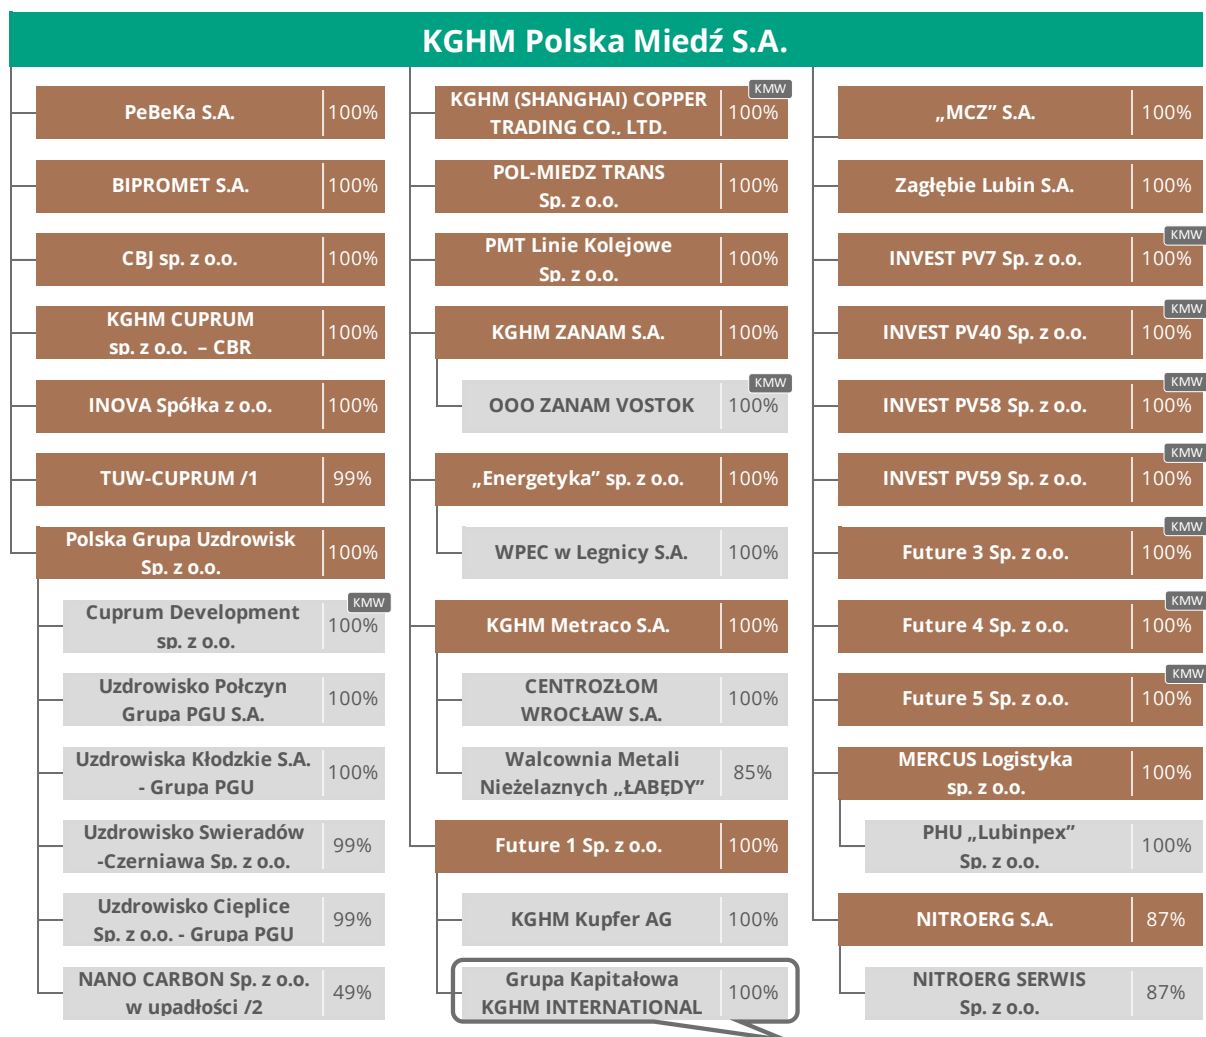 KGHM Polska Miedź S.A.
PeBeKa S.A.
100%
BIPROMET S.A.
100%
CBJ sp. z o.o.
100%
KGHM CUPRUM
sp. z o.o. – CBR
100%
INOVA Spółka z o.o.
100%
TUW-CUPRUM /1
99%
Polska Grupa Uzdrowisk
Sp. z o.o.
100%
KMW
Cuprum Development
sp. z o.o.
100%
Uzdrowisko Połczyn
Grupa PGU S.A.
100%
Uzdrowiska Kłodzkie S.A.
- Grupa PGU
100%
Uzdrowisko Swieradów
-Czerniawa Sp. z o.o.
99%
Uzdrowisko Cieplice
Sp. z o.o. - Grupa PGU
99%
NANO CARBON Sp. z o.o.
w upadłości /2
49%
KMW
KGHM (SHANGHAI) COPPER
TRADING CO., LTD.
100%
POL-MIEDZ TRANS
Sp. z o.o.
100%
PMT Linie Kolejowe
Sp. z o.o.
100%
KGHM ZANAM S.A.
100%
KMW
OOO ZANAM VOSTOK
100%
„Energetyka” sp. z o.o.
100%
WPEC w Legnicy S.A.
100%
KGHM Metraco S.A.
100%
CENTROZŁOM
WROCŁAW S.A.
100%
Walcownia Metali
Nieżelaznych „ŁABĘDY”
85%
Future 1 Sp. z o.o.
100%
KGHM Kupfer AG
100%
Grupa Kapitałowa
KGHM INTERNATIONAL
100%
„MCZ” S.A.
100%
Zagłębie Lubin S.A.
100%
KMW
INVEST PV7 Sp. z o.o.
100%
KMW
INVEST PV40 Sp. z o.o.
100%
KMW
INVEST PV58 Sp. z o.o.
100%
KMW
INVEST PV59 Sp. z o.o.
100%
KMW
Future 3 Sp. z o.o.
100%
KMW
Future 4 Sp. z o.o.
100%
KMW
Future 5 Sp. z o.o.
100%
MERCUS Logistyka
sp. z o.o.
100%
PHU „Lubinpex”
Sp. z o.o.
100%
NITROERG S.A.
87%
NITROERG SERWIS
Sp. z o.o.
87%